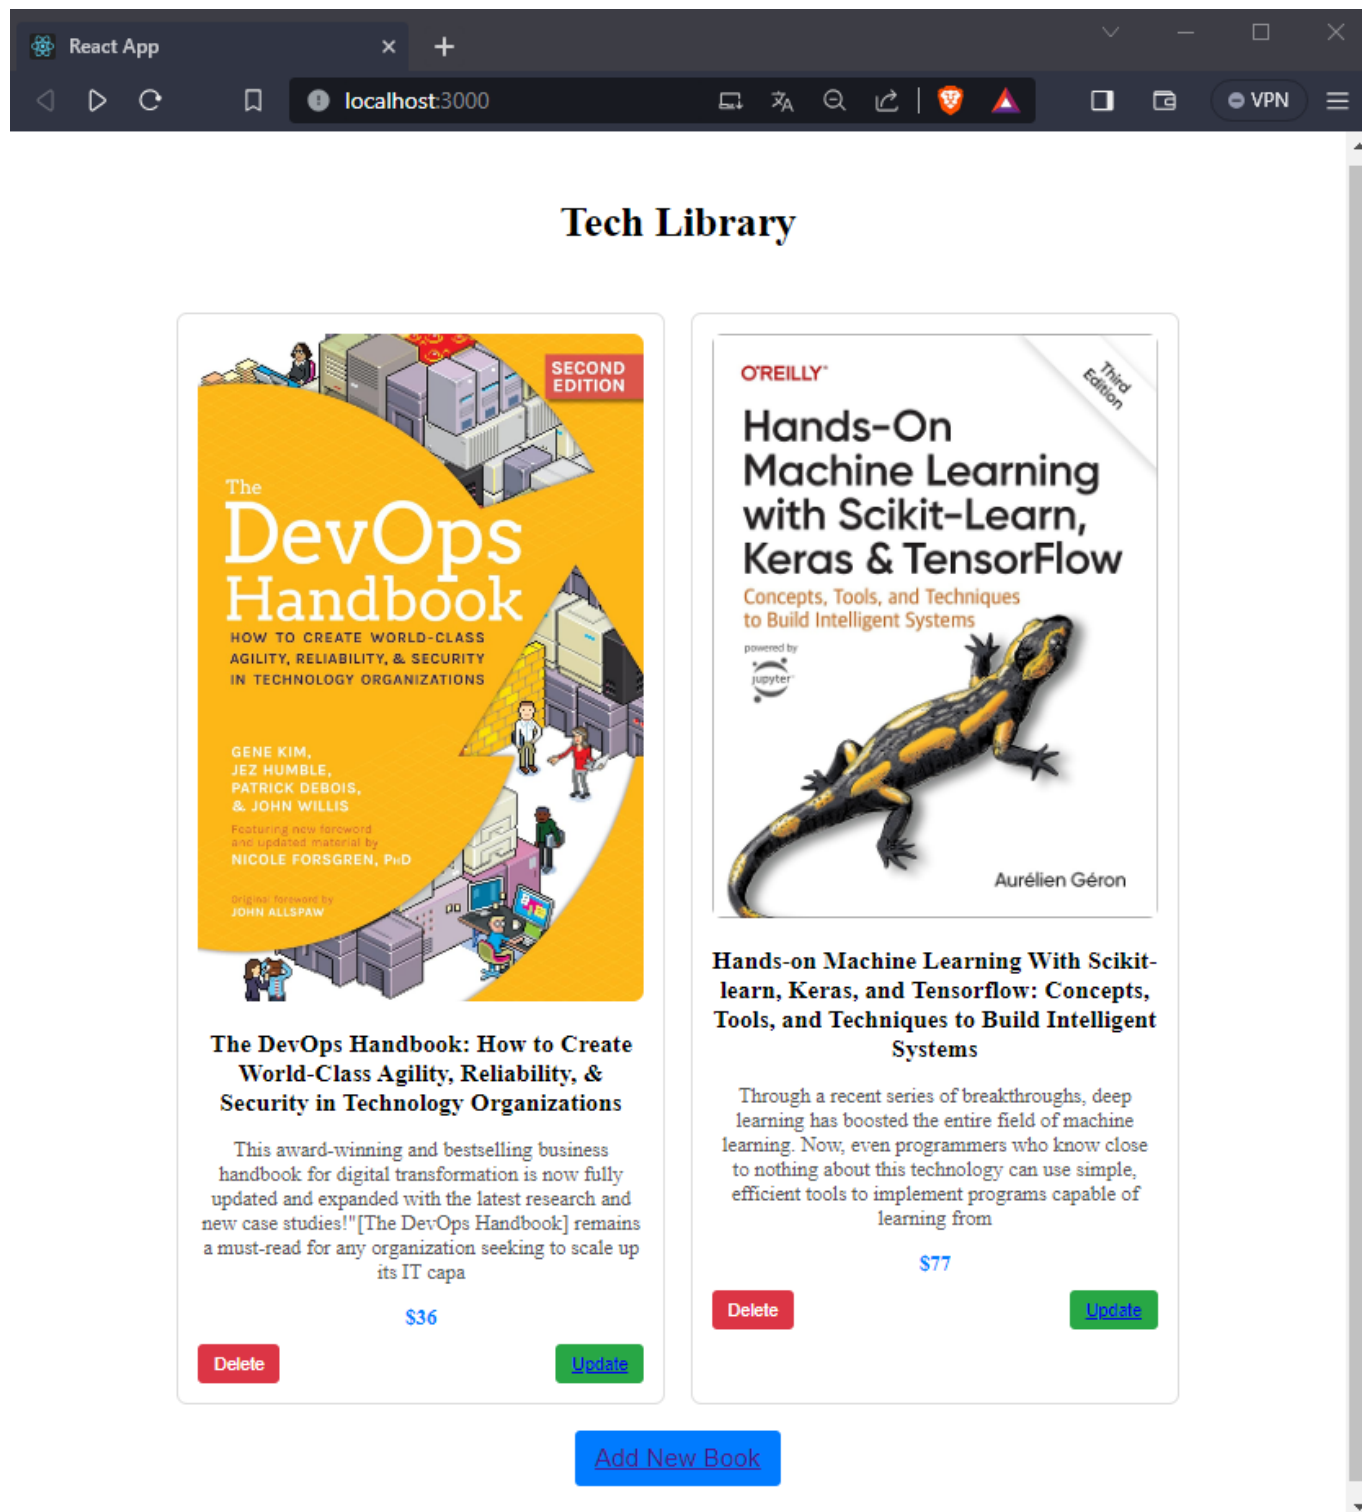 React App
localhost:3000
VPN
Tech Library
SECOND
EDITION
The
DevOps
Handbook
HOW TO CREATE WORLD-CLASS
AGILITY, RELIABILITY, & SECURITY
IN TECHNOLOGY ORGANIZATIONS
GENE KIM,
JEZ HUMBLE,
PATRICK DEBOIS,
& JOHN WILLIS
Featuring new foreword
and updated material by
NICOLE FORSGREN, PHD
Original foreword by
JOHN ALLSPAW
The DevOps Handbook: How to Create
World-Class Agility, Reliability, &
Security in Technology Organizations
This award-winning and bestselling business
handbook for digital transformation is now fully
updated and expanded with the latest research and
new case studies!"[The DevOps Handbook] remains
a must-read for any organization seeking to scale up
its IT capa
$36
Delete
Update
O'REILLY®
Third
Edition
Hands-On
Machine Learning
with Scikit-Learn,
Keras & TensorFlow
Concepts, Tools, and Techniques
to Build Intelligent Systems
powered by
jupyter
Aurélien Géron
Hands-on Machine Learning With Scikit-
learn, Keras, and Tensorflow: Concepts,
Tools, and Techniques to Build Intelligent
Systems
Through a recent series of breakthroughs, deep
learning has boosted the entire field of machine
learning. Now, even programmers who know close
to nothing about this technology can use simple,
efficient tools to implement programs capable of
learning from
$77
Delete
Update
Add New Book